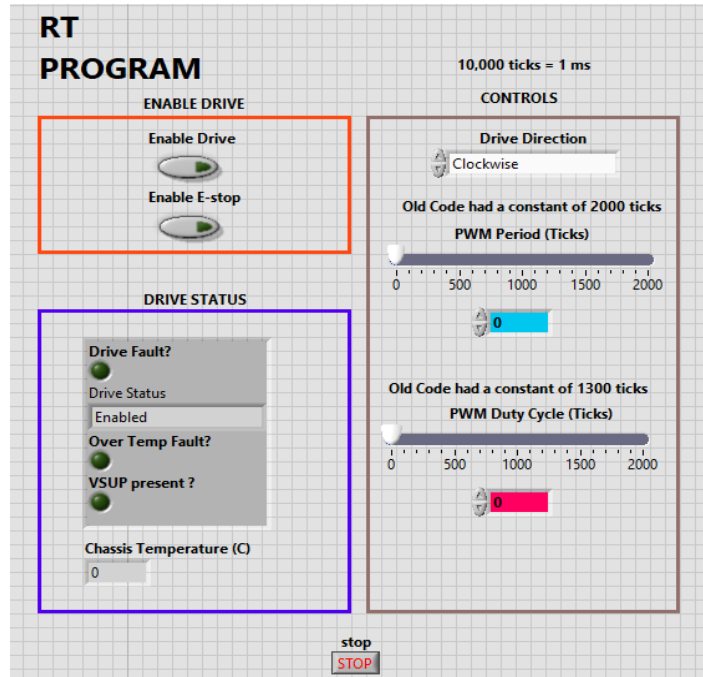 RT
PROGRAM
ENABLE DRIVE
Enable Drive
Enable E-stop
DRIVE STATUS
Drive Fault?
Drive Status
Enabled
Over Temp Fault?
VSUP present ?
Chassis Temperature (C)
0
10,000 ticks = 1 ms
CONTROLS
Drive Direction
Clockwise
Old Code had a constant of 2000 ticks
PWM Period (Ticks)
0 500 1000 1500 2000
0
Old Code had a constant of 1300 ticks
PWM Duty Cycle (Ticks)
0 500 1000 1500 2000
0
stop
STOP